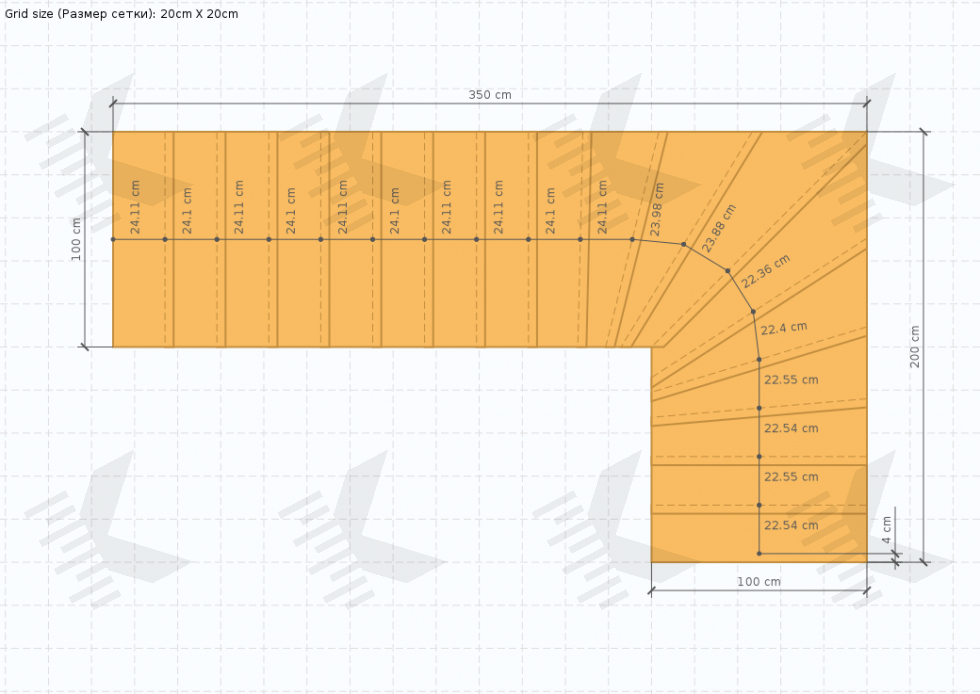 Grid size (Размер сетки): 20cm X 20cm
350 cm
100 cm
24.11 cm
24.1 cm
24.11 cm
24.1 cm
24.11 cm
24.1 cm
24.11 cm
24.11 cm
24.1 cm
24.11 cm
23.98 cm
23.88 cm
22.36 cm
22.4 cm
22.55 cm
22.54 cm
22.55 cm
22.54 cm
200 cm
4 cm
100 cm